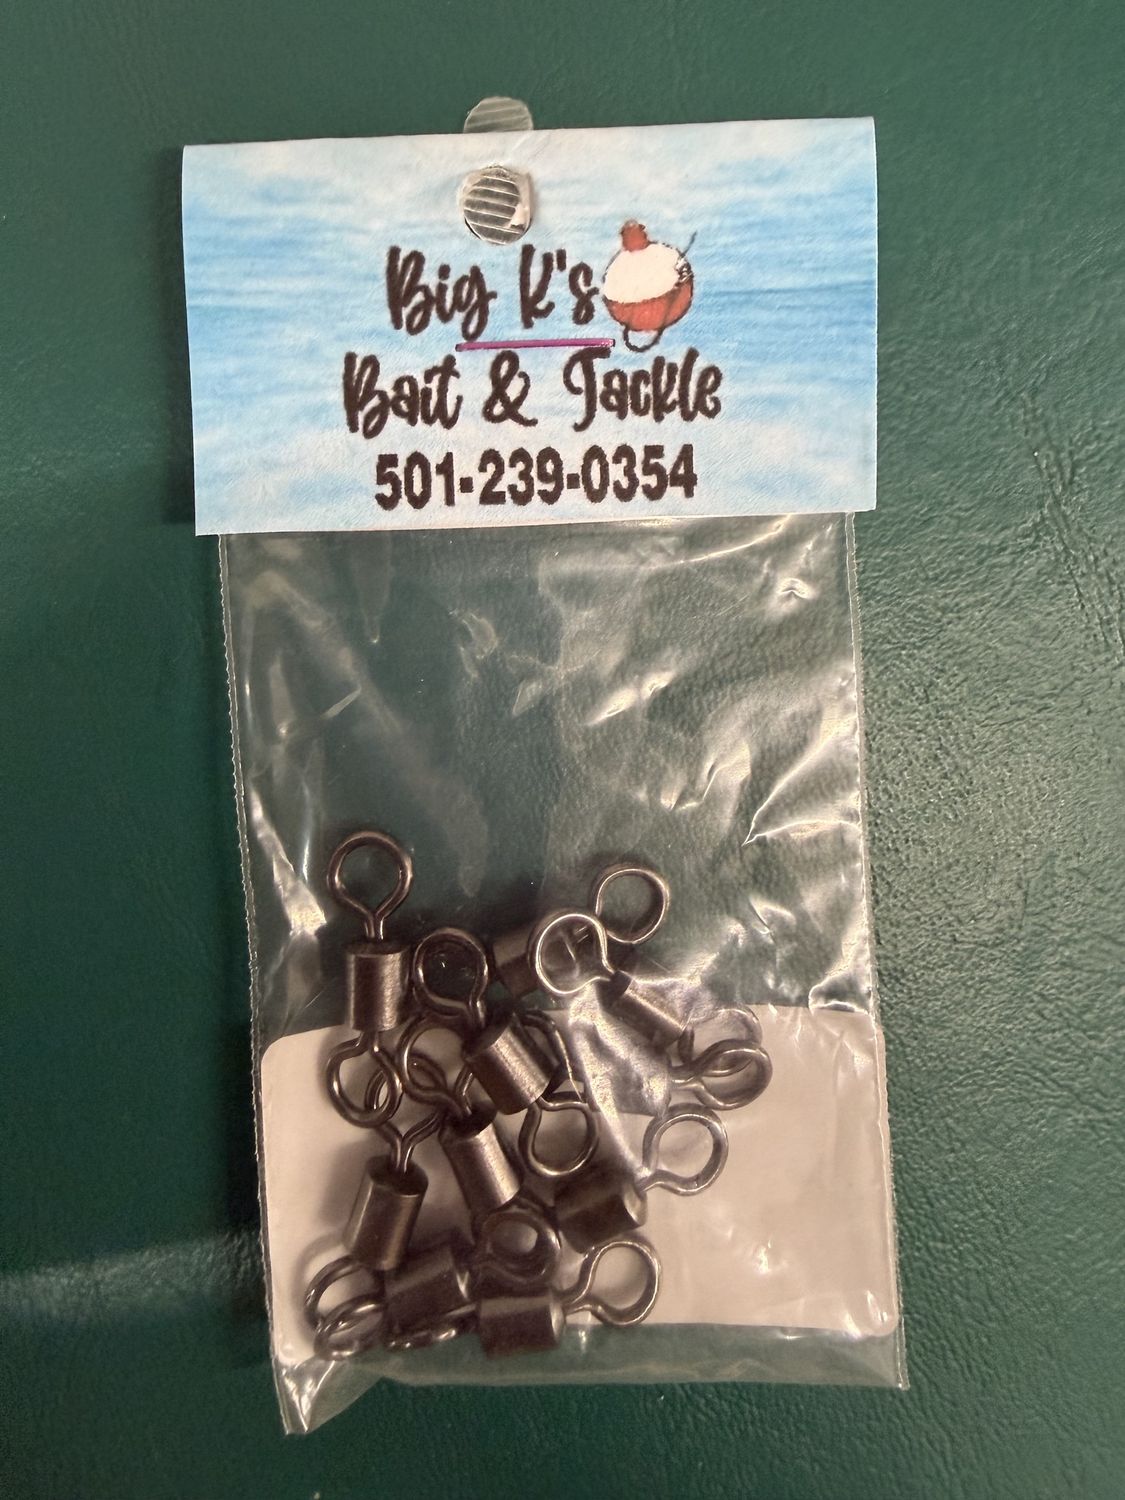 Big K's
Bait & Tackle
501-239-0354